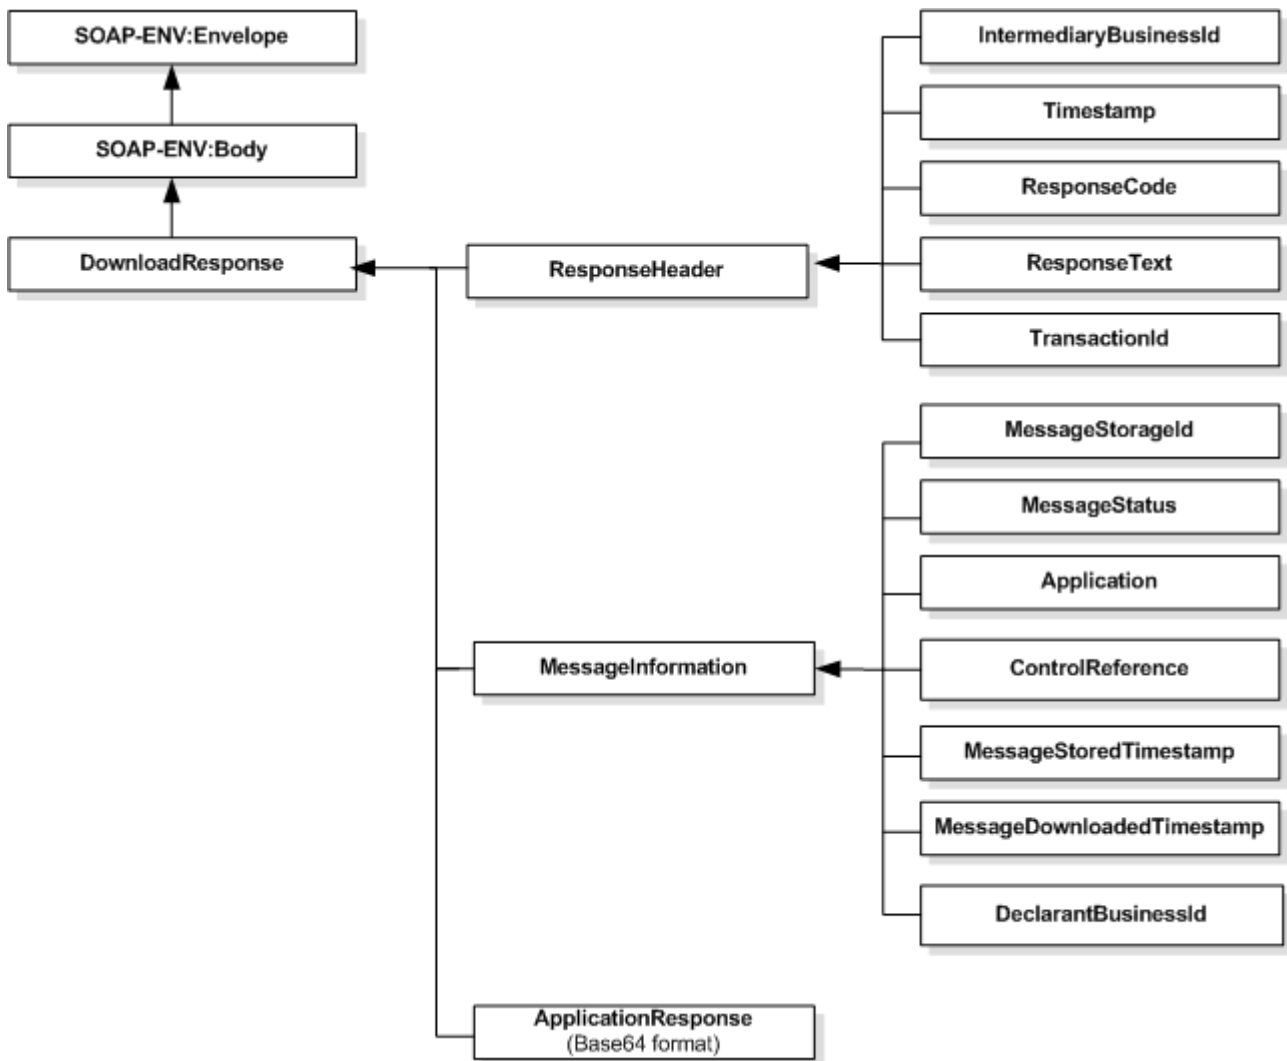 SOAP-ENV:Envelope
SOAP-ENV:Body
DownloadResponse
ResponseHeader
IntermediaryBusinessId
Timestamp
ResponseCode
ResponseText
TransactionId
MessageInformation
MessageStorageId
MessageStatus
Application
ControlReference
MessageStoredTimestamp
MessageDownloadedTimestamp
DeclarantBusinessId
ApplicationResponse
(Base64 format)